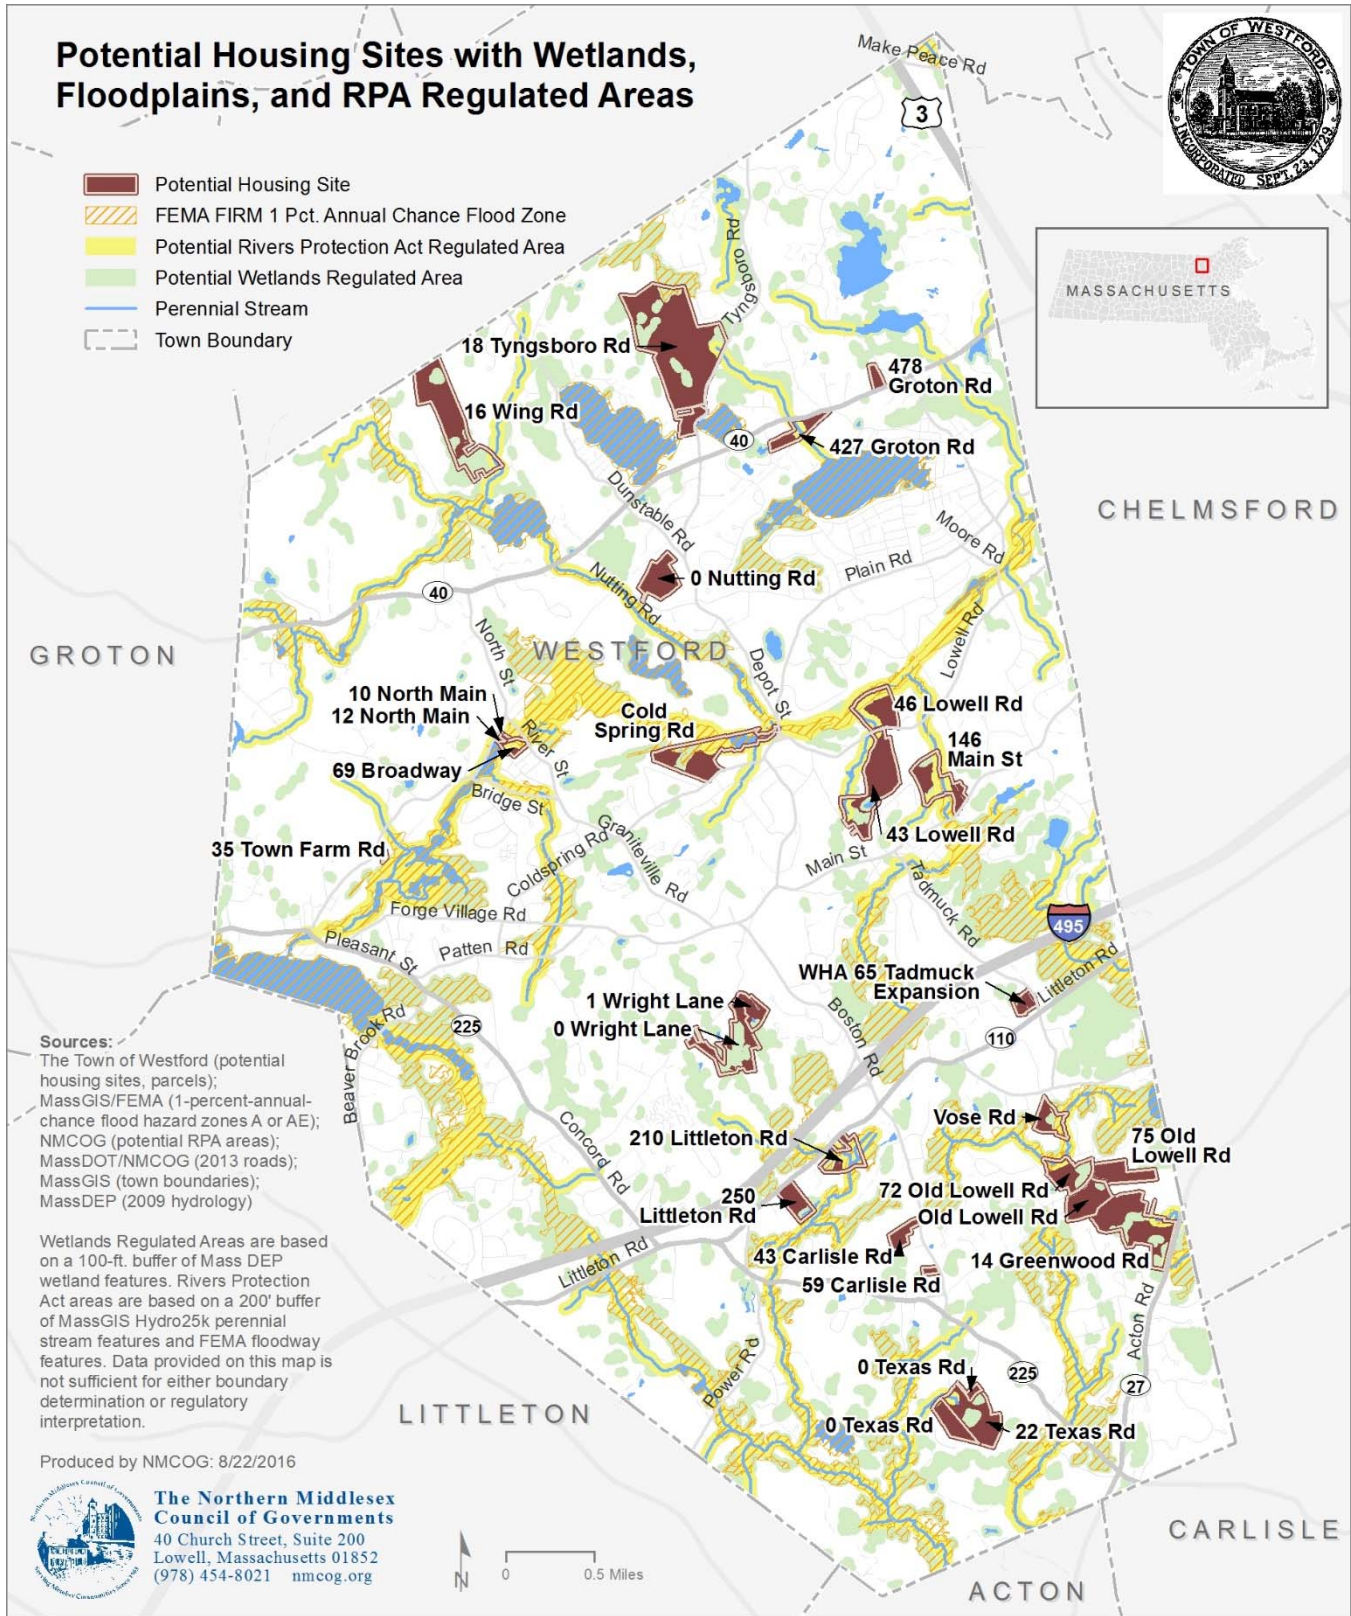 Potential Housing Sites with Wetlands,
Floodplains, and RPA Regulated Areas
TOWN OF WESTFORD.
INCORPORATED SEPT. 23, 1729.
Potential Housing Site
FEMA FIRM 1 Pct. Annual Chance Flood Zone
Potential Rivers Protection Act Regulated Area
Potential Wetlands Regulated Area
Perennial Stream
Town Boundary
Make Peace Rd
3
MASSACHUSETTS
Tyngsboro Rd
18 Tyngsboro Rd
478
Groton Rd
16 Wing Rd
40
427 Groton Rd
CHELMSFORD
Dunstable Rd
Moore Rd
Plain Rd
0 Nutting Rd
Nutting Rd
40
Lowell Rd
GROTON
WESTFORD
North St
Depot St
10 North Main
12 North Main
Cold
Spring Rd
46 Lowell Rd
River St
146
Main St
69 Broadway
Bridge St
43 Lowell Rd
Graniteville Rd
Coldspring Rd
35 Town Farm Rd
Main St
Tadmuck Rd
Forge Village Rd
495
Pleasant St
Patten Rd
WHA 65 Tadmuck
Expansion
Littleton Rd
1 Wright Lane
0 Wright Lane
Boston Rd
Beaver Brook Rd
225
110
Vose Rd
75 Old
Lowell Rd
210 Littleton Rd
Concord Rd
72 Old Lowell Rd
250
Littleton Rd
Old Lowell Rd
43 Carlisle Rd
14 Greenwood Rd
Littleton Rd
59 Carlisle Rd
Acton Rd
Power Rd
0 Texas Rd
225
27
0 Texas Rd
22 Texas Rd
LITTLETON
CARLISLE
ACTON
Sources:
The Town of Westford (potential
housing sites, parcels);
MassGIS/FEMA (1-percent-annual-
chance flood hazard zones A or AE);
NMCOG (potential RPA areas);
MassDOT/NMCOG (2013 roads);
MassGIS (town boundaries);
MassDEP (2009 hydrology)
Wetlands Regulated Areas are based
on a 100-ft. buffer of Mass DEP
wetland features. Rivers Protection
Act areas are based on a 200' buffer
of MassGIS Hydro25k perennial
stream features and FEMA floodway
features. Data provided on this map is
not sufficient for either boundary
determination or regulatory
interpretation.
Produced by NMCOG: 8/22/2016
Northern Middlesex Council of Governments
The Northern Middlesex
Council of Governments
40 Church Street, Suite 200
Lowell, Massachusetts 01852
(978) 454-8021 nmcog.org
N
0 0.5 Miles